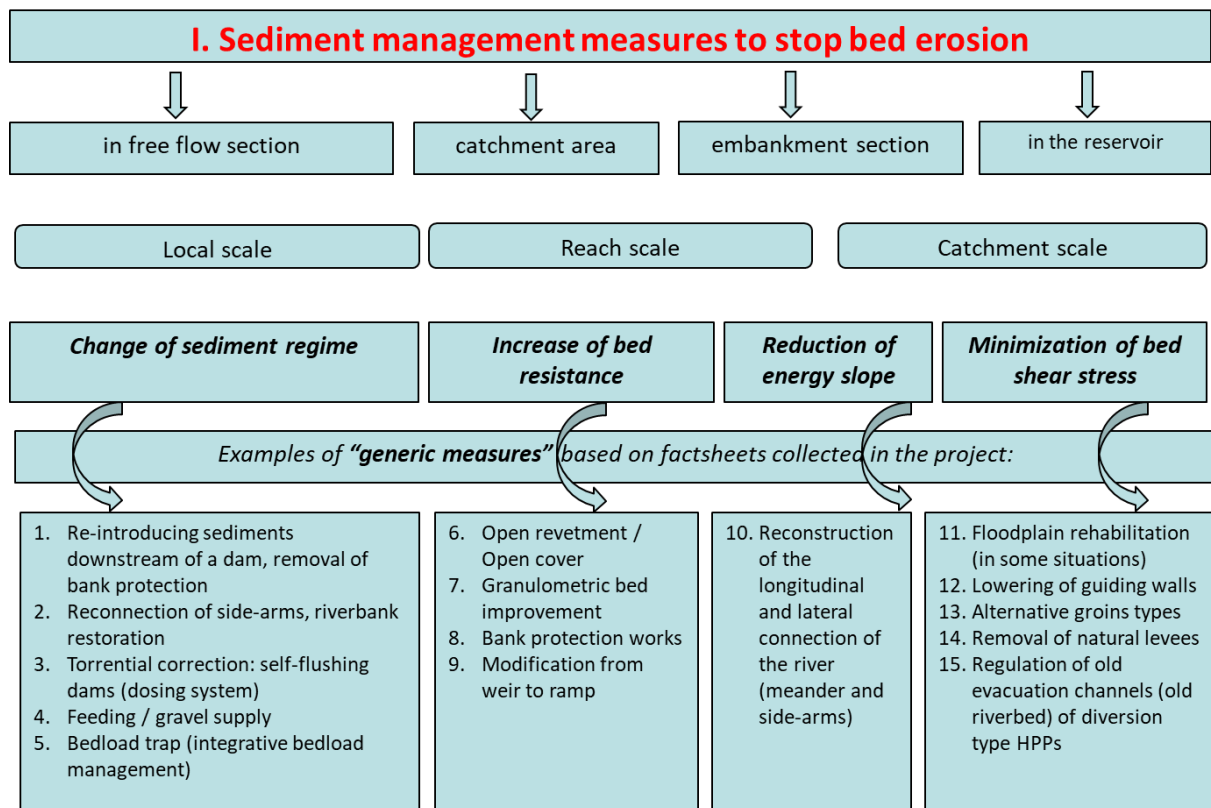 I. Sediment management measures to stop bed erosion
in free flow section
catchment area
embankment section
in the reservoir
Local scale
Reach scale
Catchment scale
Change of sediment regime
Increase of bed
resistance
Reduction of
energy slope
Minimization of bed
shear stress
Examples of “generic measures” based on factsheets collected in the project:
1. Re-introducing sediments
downstream of a dam, removal of
bank protection
2. Reconnection of side-arms, riverbank
restoration
3. Torrential correction: self-flushing
dams (dosing system)
4. Feeding / gravel supply
5. Bedload trap (integrative bedload
management)
6. Open revetment /
Open cover
7. Granulometric bed
improvement
8. Bank protection works
9. Modification from
weir to ramp
10. Reconstruction
of the
longitudinal
and lateral
connection of
the river
(meander and
side-arms)
11. Floodplain rehabilitation
(in some situations)
12. Lowering of guiding walls
13. Alternative groins types
14. Removal of natural levees
15. Regulation of old
evacuation channels (old
riverbed) of diversion
type HPPs